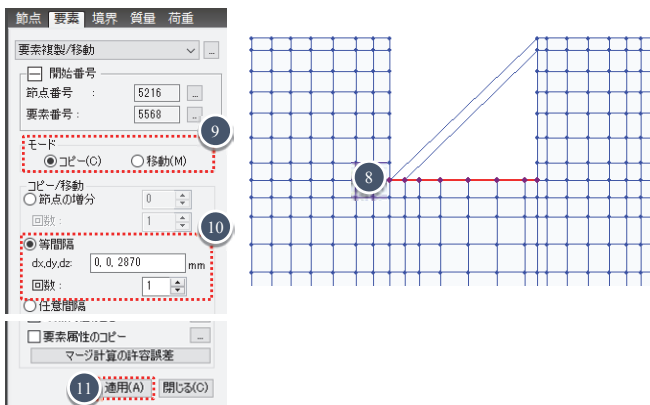 節点 要素 境界 質量 荷重
要素複製/移動
開始番号
節点番号 : 5216 ...
要素番号 : 5568 ...
9
モード
コピー(C) 移動(M)
8
コピー/移動
節点の増分 0
回数 : 1
10
等間隔
dx,dy,dz: 0, 0, 2870 mm
回数 : 1
任意間隔
要素属性のコピー ...
マージ計算の許容誤差
11 適用(A) 閉じる(C)